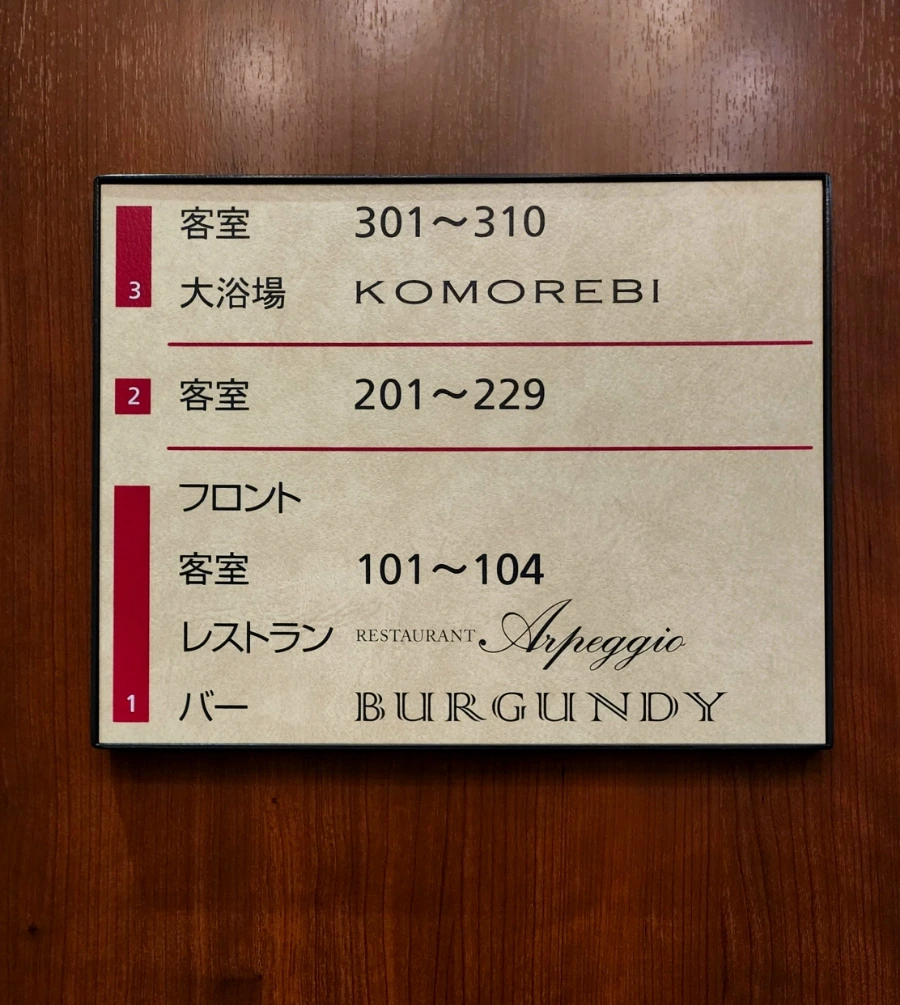 客室 301〜310
3 大浴場 KOMOREBI
2 客室 201〜229
フロント
客室 101〜104
レストラン RESTAURANT Arpeggio
1 バー BURGUNDY